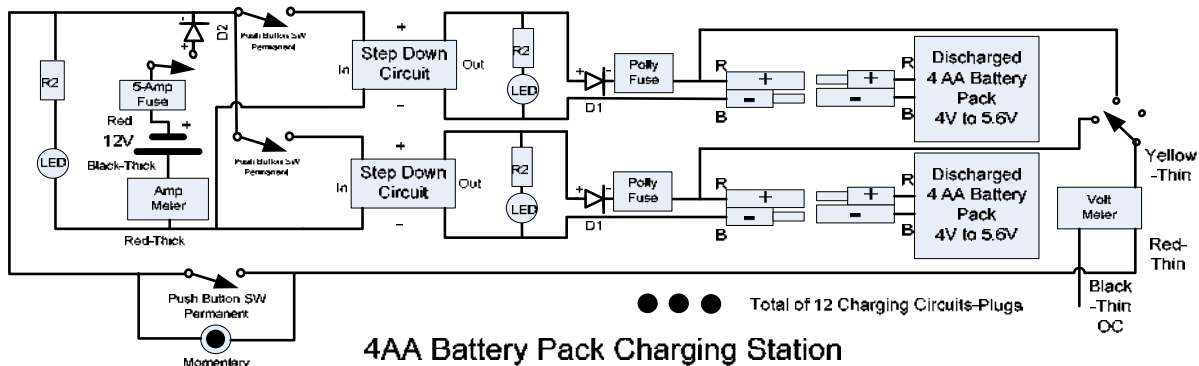 D2
Push Button SW
Permanent
+
Step Down
Circuit
In
Out
–
R2
LED
+ -
D1
Polly
Fuse
R
+
-
B
+
-
R
B
Discharged
4 AA Battery
Pack
4V to 5.6V
R2
LED
5-Amp
Fuse
Red
+
12V
Black-Thick
Amp
Meter
Red-Thick
Push Button SW
Permanent
+
Step Down
Circuit
In
Out
–
R2
LED
+ -
D1
Polly
Fuse
R
+
-
B
+
-
R
B
Discharged
4 AA Battery
Pack
4V to 5.6V
Yellow
-Thin
Volt
Meter
Red-
Thin
Black
-Thin
OC
Push Button SW
Permanent
Momentary
Total of 12 Charging Circuits-Plugs
4AA Battery Pack Charging Station